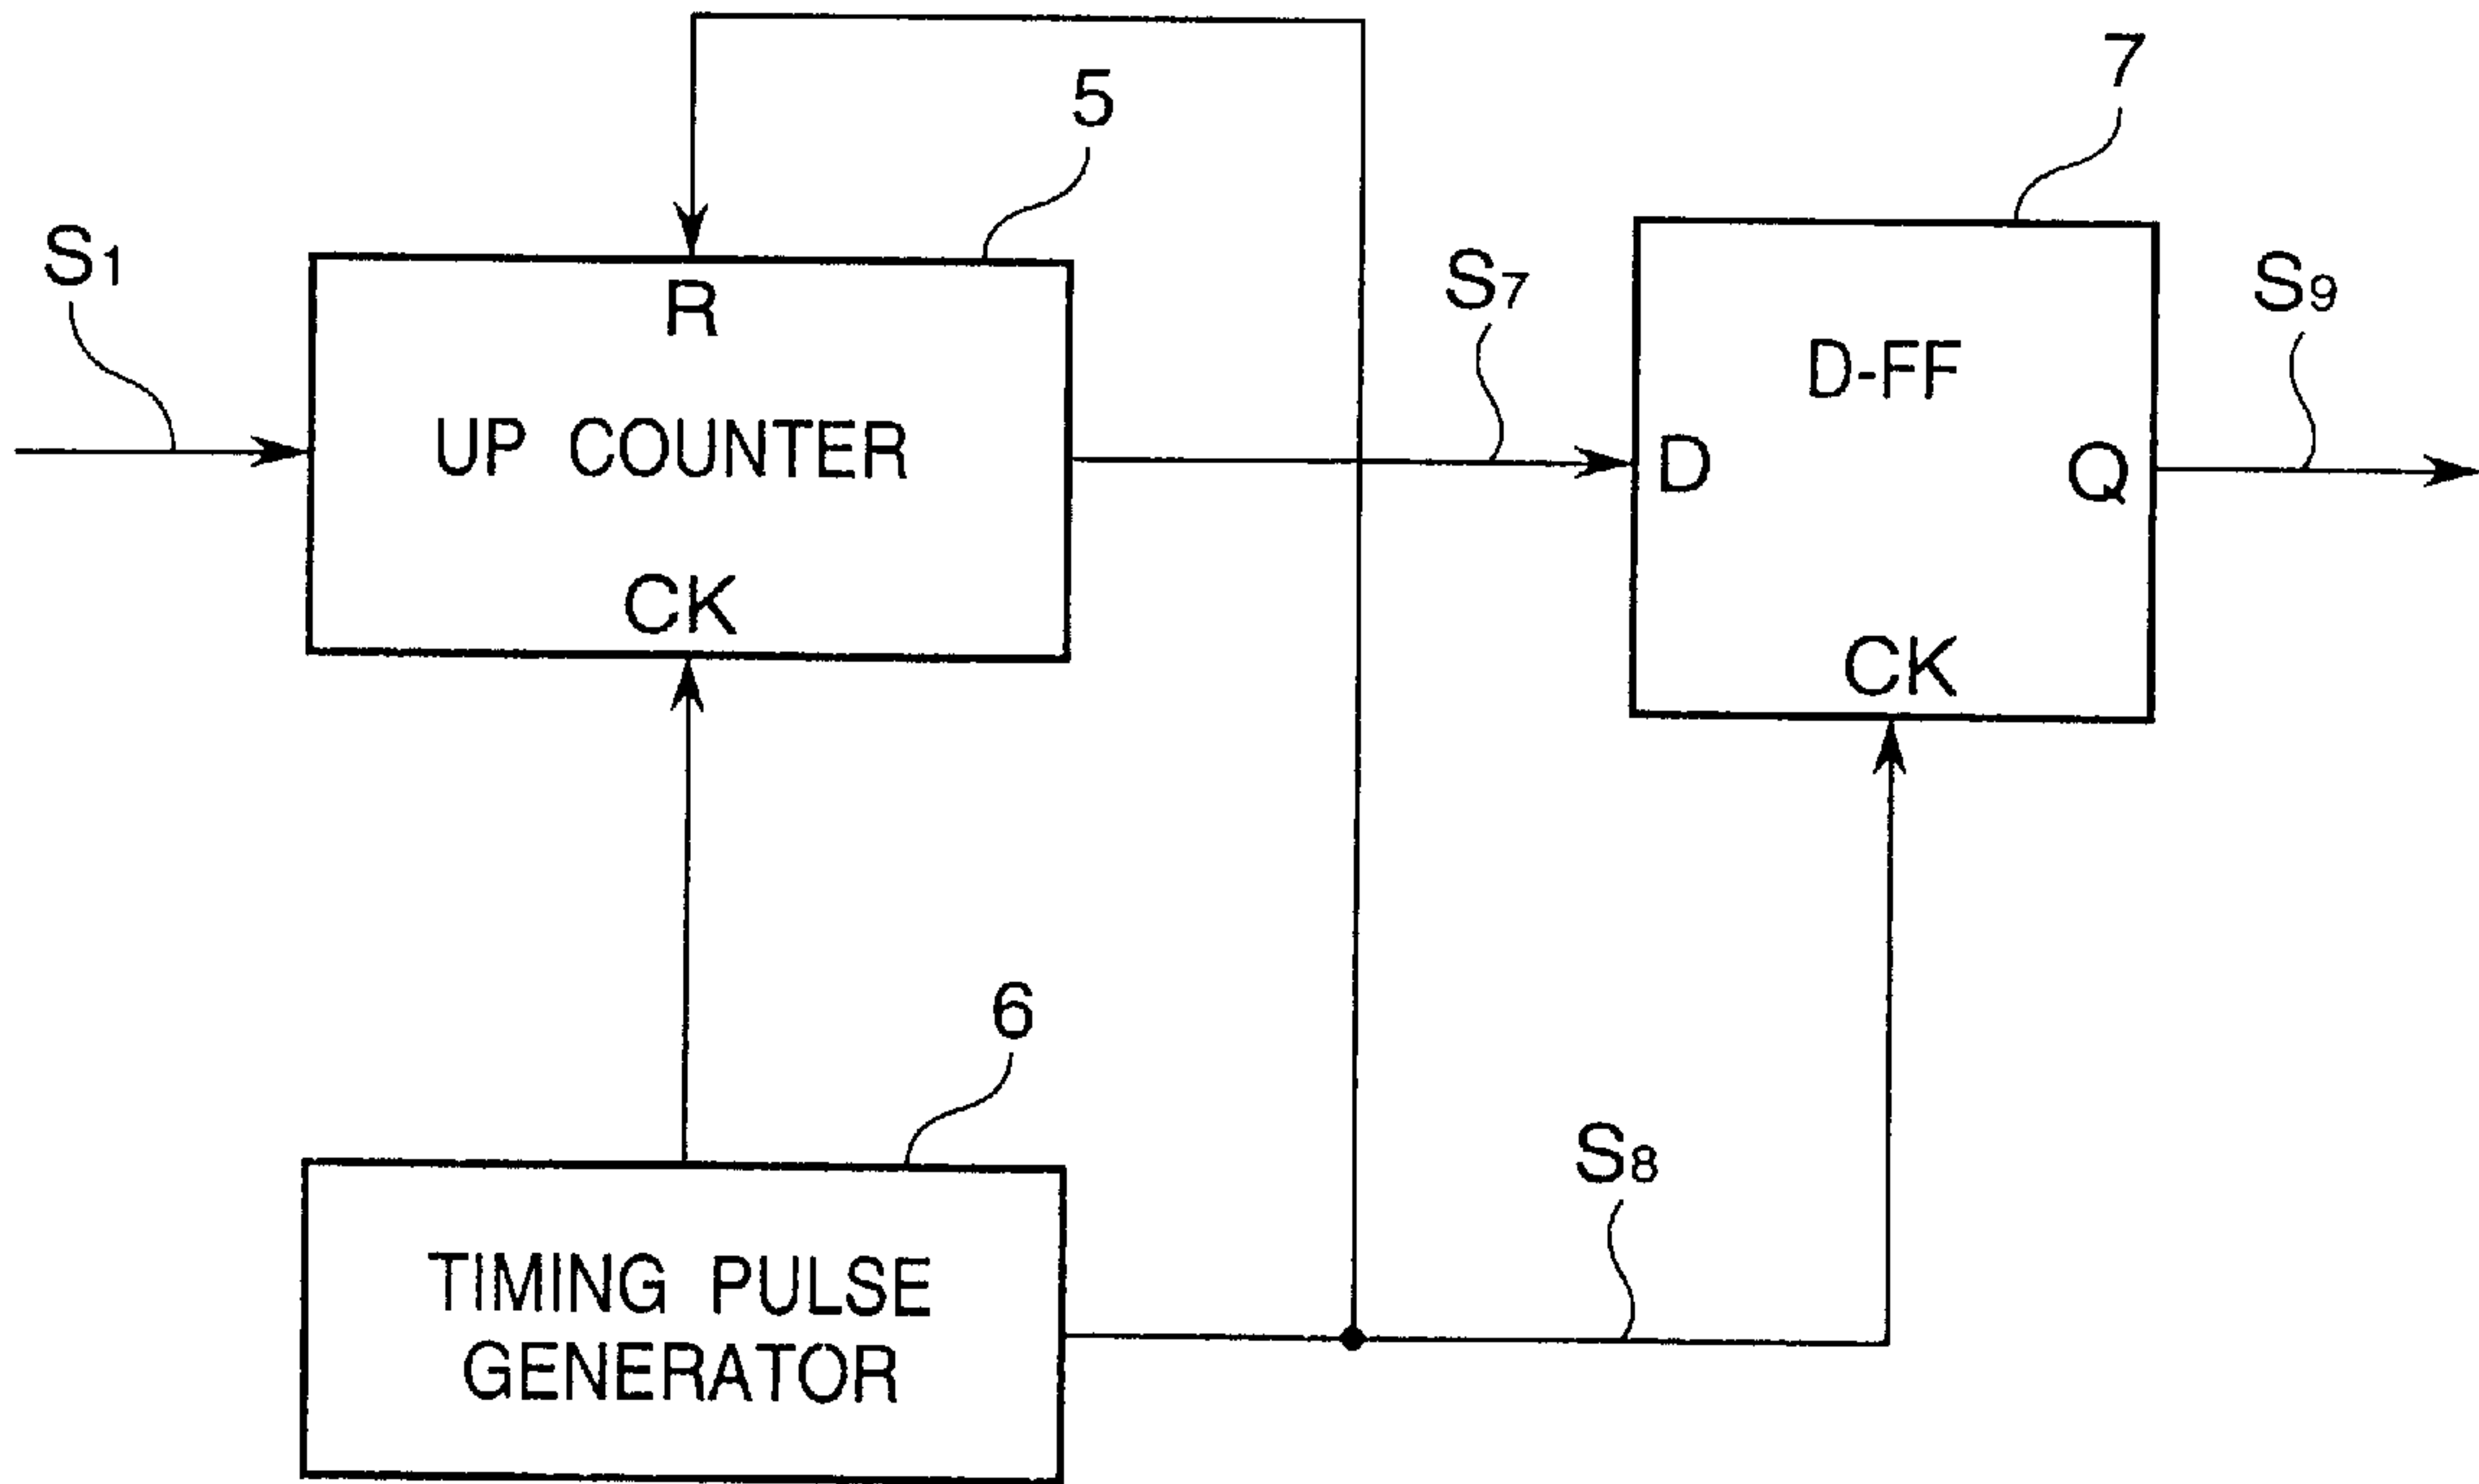 7
5
S1
S7
S9
R
D-FF
UP COUNTER
D
Q
CK
CK
6
S8
TIMING PULSE
GENERATOR